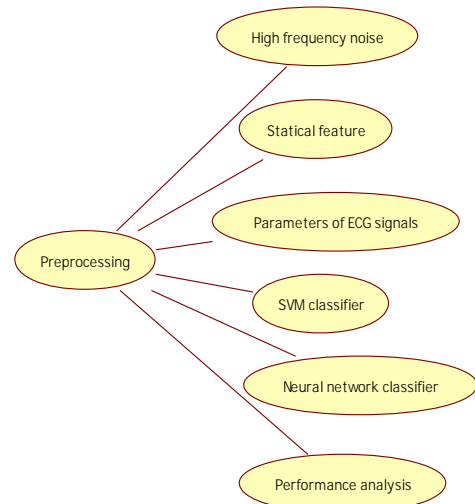 High frequency noise
Statical feature
Parameters of ECG signals
Preprocessing
SVM classifier
Neural network classifier
Performance analysis